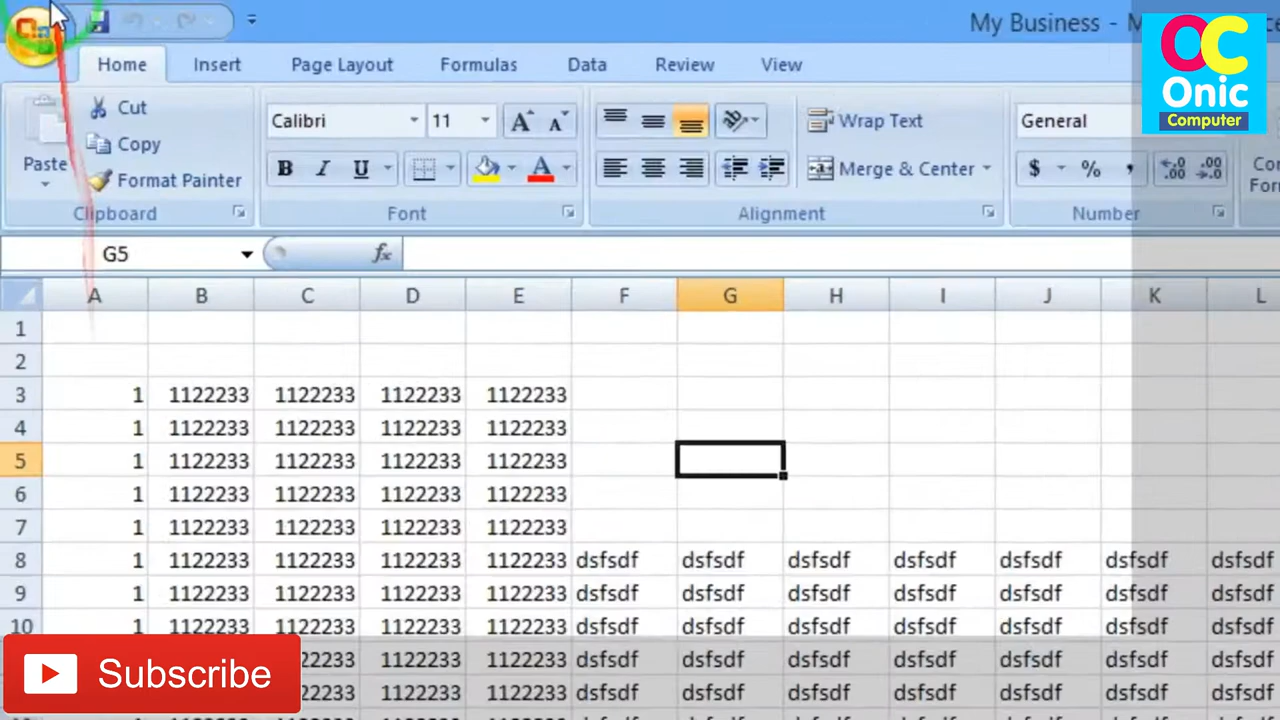 My Business - M
OC
Onic
Computer
Home Insert Page Layout Formulas Data Review View
Cut
Copy
Format Painter
Paste
Calibri 11
B I U
Wrap Text
Merge & Center
General
$ % ,
Clipboard Font Alignment Number
G5 fx
A B C D E F G H I J K L
1
2
3 1 1122233 1122233 1122233 1122233
4 1 1122233 1122233 1122233 1122233
5 1 1122233 1122233 1122233 1122233
6 1 1122233 1122233 1122233 1122233
7 1 1122233 1122233 1122233 1122233
8 1 1122233 1122233 1122233 1122233 dsfsdf dsfsdf dsfsdf dsfsdf dsfsdf dsfsdf dsfsdf
9 1 1122233 1122233 1122233 1122233 dsfsdf dsfsdf dsfsdf dsfsdf dsfsdf dsfsdf dsfsdf
10 1 1122233 1122233 1122233 1122233 dsfsdf dsfsdf dsfsdf dsfsdf dsfsdf dsfsdf dsfsdf
1122233 1122233 1122233 dsfsdf dsfsdf dsfsdf dsfsdf dsfsdf dsfsdf dsfsdf
1122233 1122233 1122233 dsfsdf dsfsdf dsfsdf dsfsdf dsfsdf dsfsdf dsfsdf
Subscribe